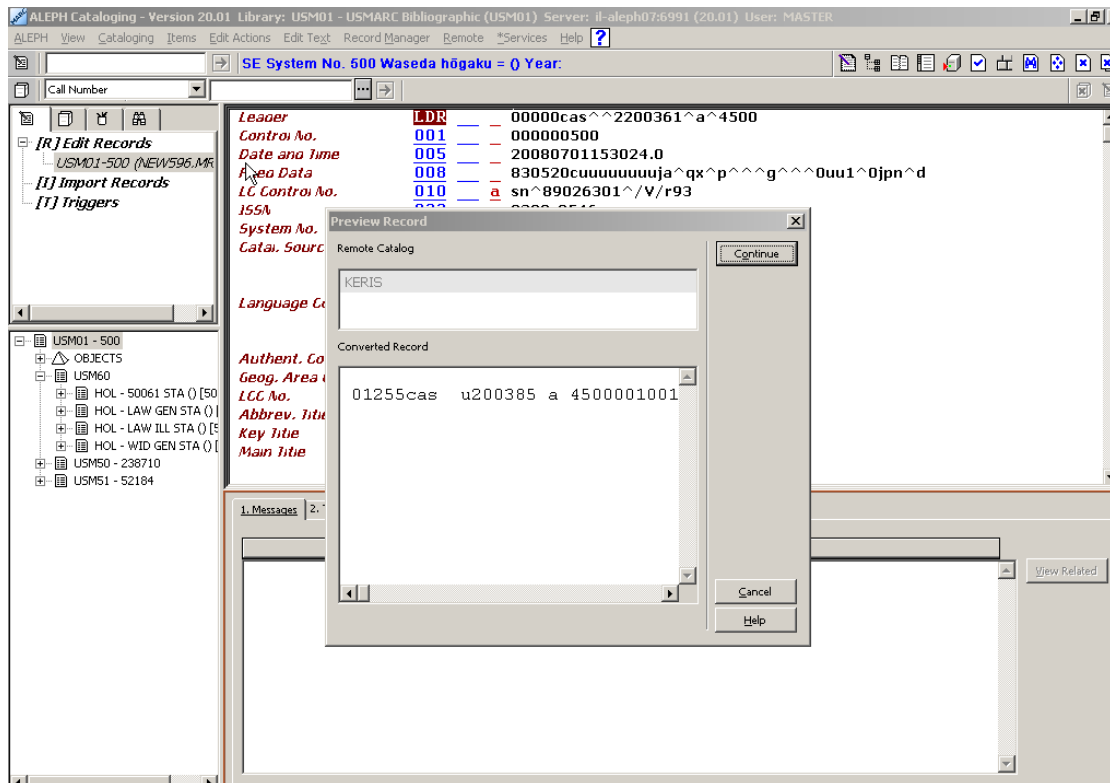 ALEPH Cataloging - Version 20.01 Library: USM01 - USMARC Bibliographic (USM01) Server: il-aleph07:6991 (20.01) User: MASTER
ALEPH View Cataloging Items Edit Actions Edit Text Record Manager Remote *Services Help ?
SE System No. 500 Waseda hōgaku = () Year:
Call Number
[R] Edit Records
USM01-500 (NEW596.MR
[I] Import Records
[T] Triggers
Leader LDR 00000cas^^2200361^a^4500
Control No. 001 000000500
Date and Time 005 20080701153024.0
Fixed Data 008 830520cuuuuuuuuja^qx^p^^^g^^^0uu1^0jpn^d
LC Control No. 010 a sn^89026301^/V/r93
ISSN
System No.
Catal. Sourc
Language Co
Authent. Co
Geog. Area
LCC No.
Abbrev. Title
Key Title
Main Title
USM01 - 500
OBJECTS
USM60
HOL - 50061 STA () [50
HOL - LAW GEN STA () [
HOL - LAW ILL STA () [5
HOL - WID GEN STA () [
USM50 - 238710
USM51 - 52184
Preview Record
Remote Catalog
KERIS
Converted Record
01255cas u200385 a 4500001001
Continue
Cancel
Help
1. Messages 2.
View Related